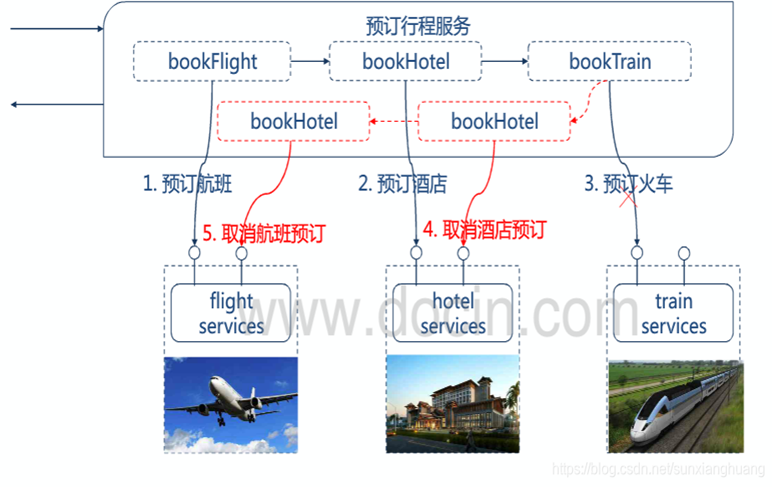 预订行程服务
bookFlight
bookHotel
bookTrain
bookHotel
bookHotel
1. 预订航班
2. 预订酒店
3. 预订火车
5. 取消航班预订
4. 取消酒店预订
flight
services
hotel
services
train
services
www.docin.com
https://blog.csdn.net/sunxianghuang